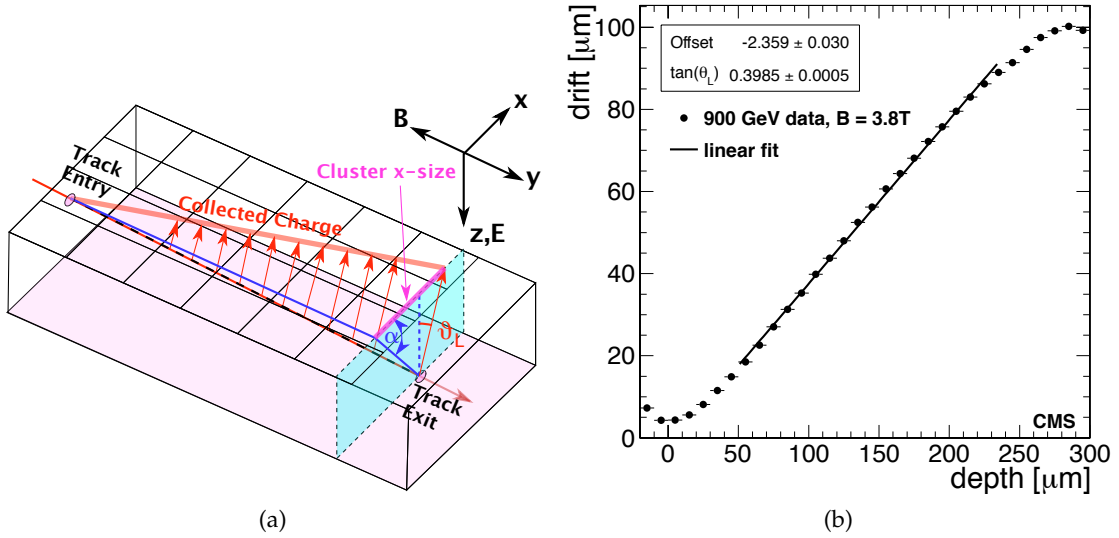 Track
Entry
Collected Charge
Cluster x-size
B
x
y
z,E
α
ϑL
Track
Exit
(a)
drift [μm]
100
80
60
40
20
0
Offset -2.359 ± 0.030
tan(θL) 0.3985 ± 0.0005
900 GeV data, B = 3.8T
linear fit
CMS
0 50 100 150 200 250 300
depth [μm]
(b)